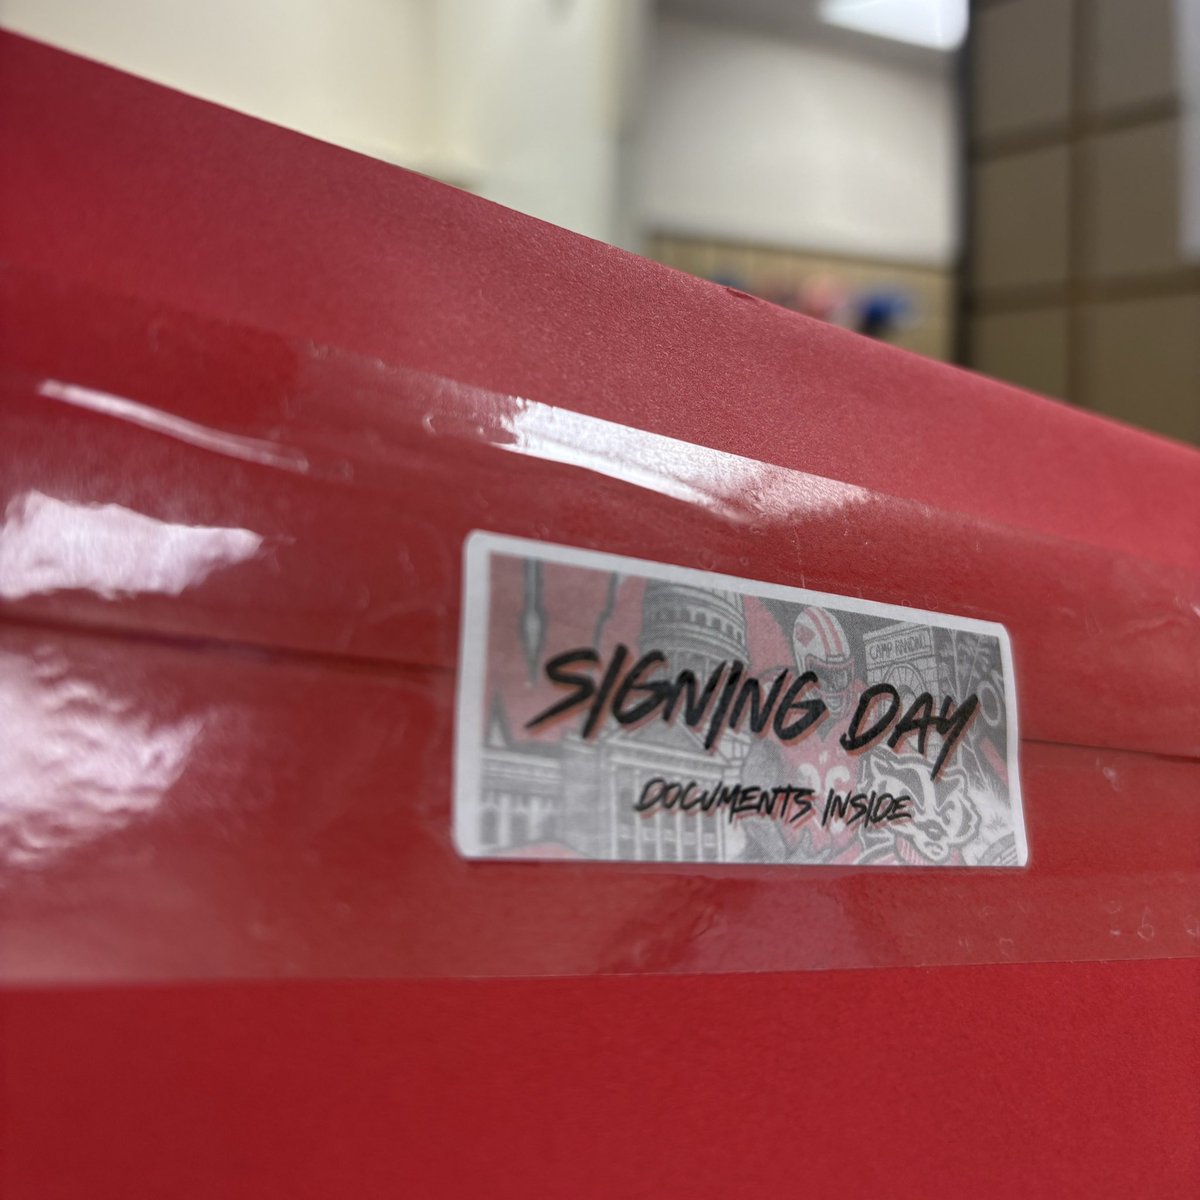 CAMP RANDALL
SIGNING DAY
DOCUMENTS INSIDE